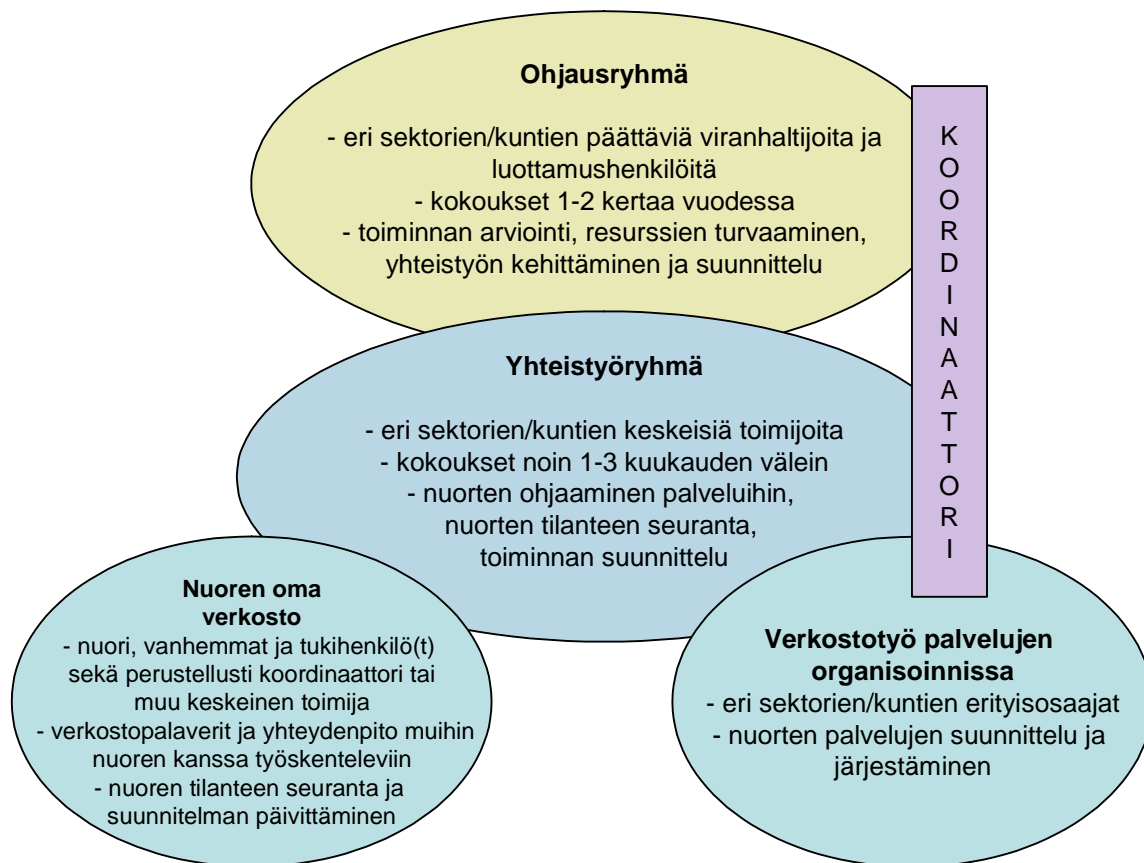 Ohjausryhmä
- eri sektorien/kuntien päättäviä viranhaltijoita ja
luottamushenkilöitä
- kokoukset 1-2 kertaa vuodessa
- toiminnan arviointi, resurssien turvaaminen,
yhteistyön kehittäminen ja suunnittelu
K
O
O
R
D
I
N
A
A
T
T
O
R
I
Yhteistyöryhmä
- eri sektorien/kuntien keskeisiä toimijoita
- kokoukset noin 1-3 kuukauden välein
- nuorten ohjaaminen palveluihin,
nuorten tilanteen seuranta,
toiminnan suunnittelu
Nuoren oma
verkosto
- nuori, vanhemmat ja tukihenkilö(t)
sekä perustellusti koordinaattori tai
muu keskeinen toimija
- verkostopalaverit ja yhteydenpito muihin
nuoren kanssa työskenteleviin
- nuoren tilanteen seuranta ja
suunnitelman päivittäminen
Verkostotyö palvelujen
organisoinnissa
- eri sektorien/kuntien erityisosaajat
- nuorten palvelujen suunnittelu ja
järjestäminen